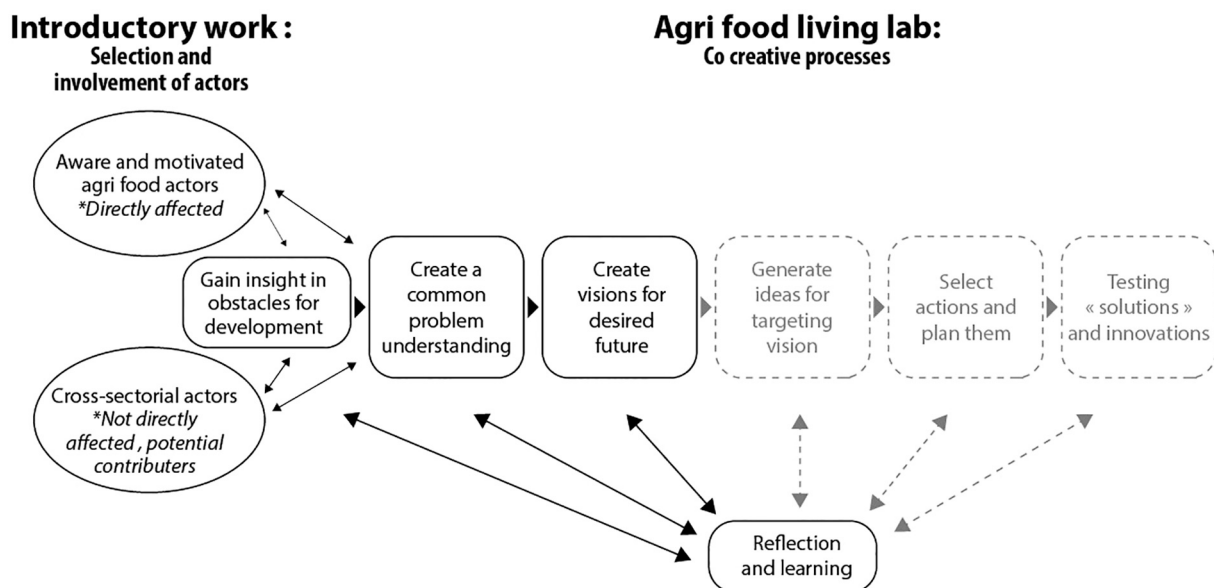 Introductory work :
Selection and
involvement of actors
Agri food living lab:
Co creative processes
Aware and motivated
agri food actors
*Directly affected
Gain insight in
obstacles for
development
Cross-sectorial actors
*Not directly
affected , potential
contributers
Create a
common
problem
understanding
Create
visions for
desired
future
Generate
ideas for
targeting
vision
Select
actions and
plan them
Testing
« solutions »
and innovations
Reflection
and learning